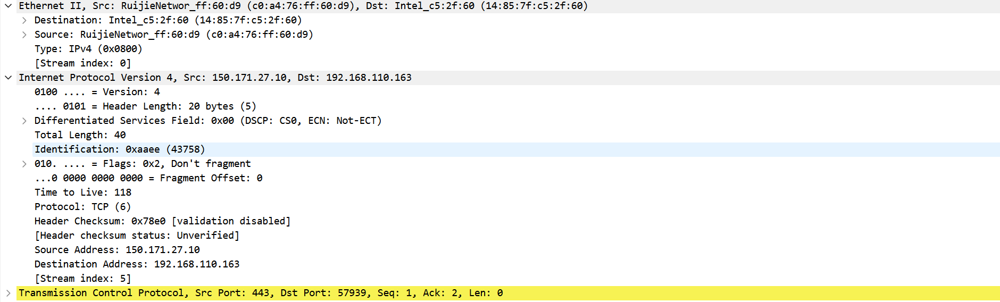 Ethernet II, Src: RuijieNetwor_ff:60:d9 (c0:a4:76:ff:60:d9), Dst: Intel_c5:2f:60 (14:85:7f:c5:2f:60)
Destination: Intel_c5:2f:60 (14:85:7f:c5:2f:60)
Source: RuijieNetwor_ff:60:d9 (c0:a4:76:ff:60:d9)
Type: IPv4 (0x0800)
[Stream index: 0]
Internet Protocol Version 4, Src: 150.171.27.10, Dst: 192.168.110.163
0100 .... = Version: 4
.... 0101 = Header Length: 20 bytes (5)
Differentiated Services Field: 0x00 (DSCP: CS0, ECN: Not-ECT)
Total Length: 40
Identification: 0xaaee (43758)
010. .... = Flags: 0x2, Don't fragment
...0 0000 0000 0000 = Fragment Offset: 0
Time to Live: 118
Protocol: TCP (6)
Header Checksum: 0x78e0 [validation disabled]
[Header checksum status: Unverified]
Source Address: 150.171.27.10
Destination Address: 192.168.110.163
[Stream index: 5]
Transmission Control Protocol, Src Port: 443, Dst Port: 57939, Seq: 1, Ack: 2, Len: 0